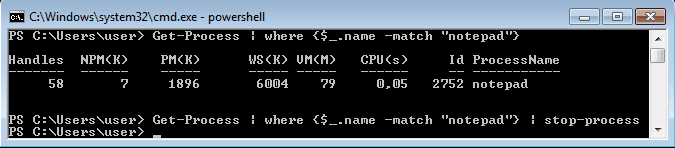 C:\Windows\system32\cmd.exe - powershell
PS C:\Users\user> Get-Process | where {$_.name -match "notepad"}
Handles NPM(K) PM(K) WS(K) VM(M) CPU(s) Id ProcessName
------- ------ ----- ----- ----- ------ -- -----------
58 7 1896 6004 79 0,05 2752 notepad
PS C:\Users\user> Get-Process | where {$_.name -match "notepad"} | stop-process
PS C:\Users\user> _